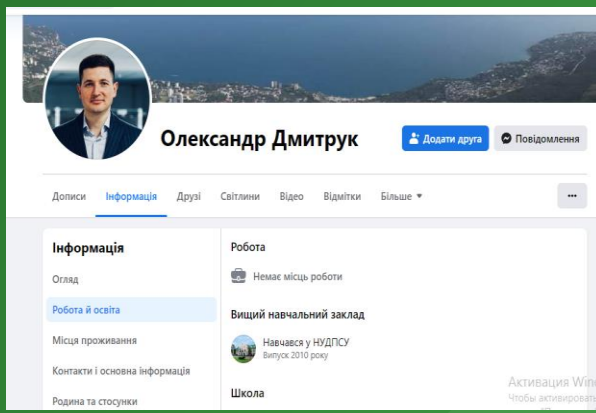 Олександр Дмитрук
Додати друга
Повідомлення
Дописи Інформація Друзі Світлини Відео Відмітки Більше
Інформація
Огляд
Робота й освіта
Місця проживання
Контакти і основна інформація
Родина та стосунки
Робота
Немає місць роботи
Вищий навчальний заклад
Навчався у НУДПСУ
Випуск 2010 року
Школа
Активация Win
Чтобы активировать